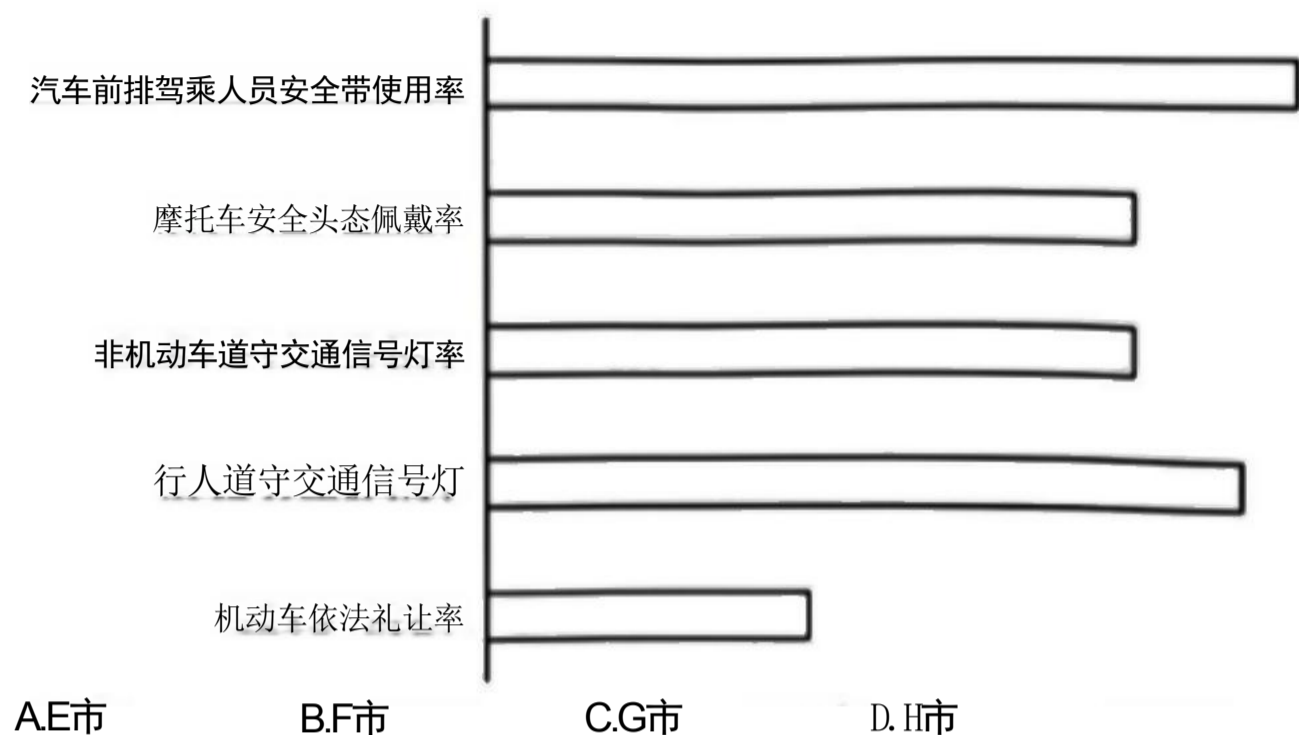 汽车前排驾乘人员安全带使用率
摩托车安全头态佩戴率
非机动车道守交通信号灯率
行人道守交通信号灯
机动车依法礼让率
A.E市 B.F市 C.G市 D.H市